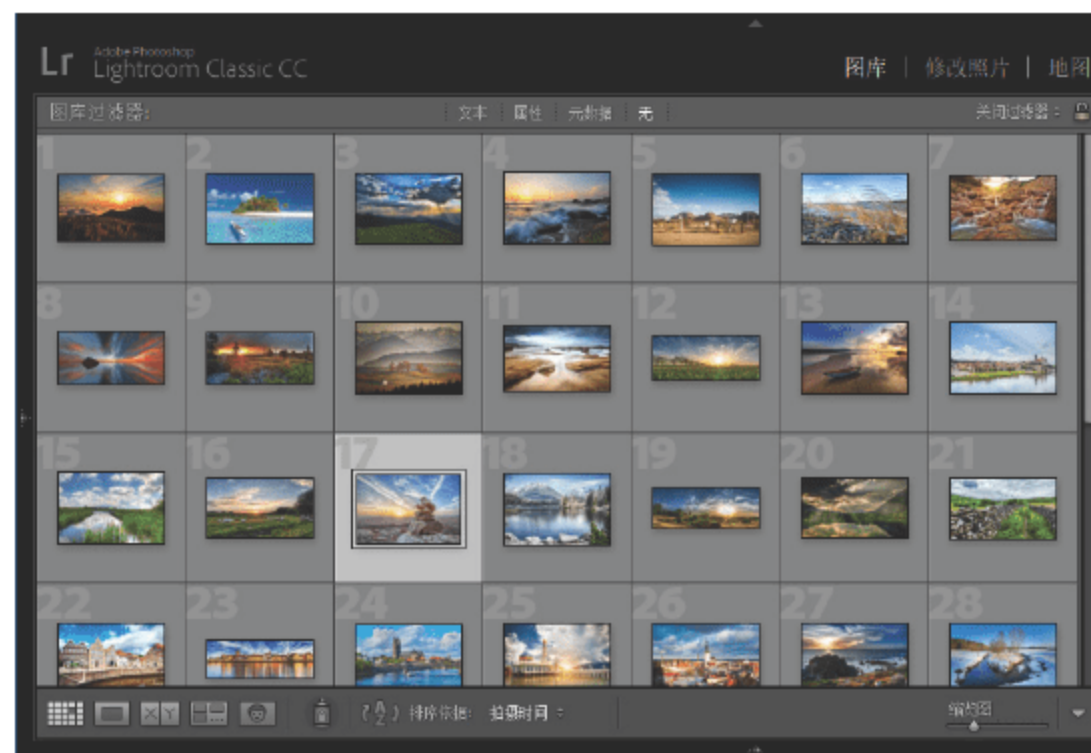 Lr
Adobe Photoshop
Lightroom Classic CC
图库 | 修改照片 | 地图
图库过滤器:
文本 属性 元数据 无
关闭过滤器
1 2 3 4 5 6 7
8 9 10 11 12 13 14
15 16 17 18 19 20 21
22 23 24 25 26 27 28
XY
排序依据: 拍摄时间
缩览图